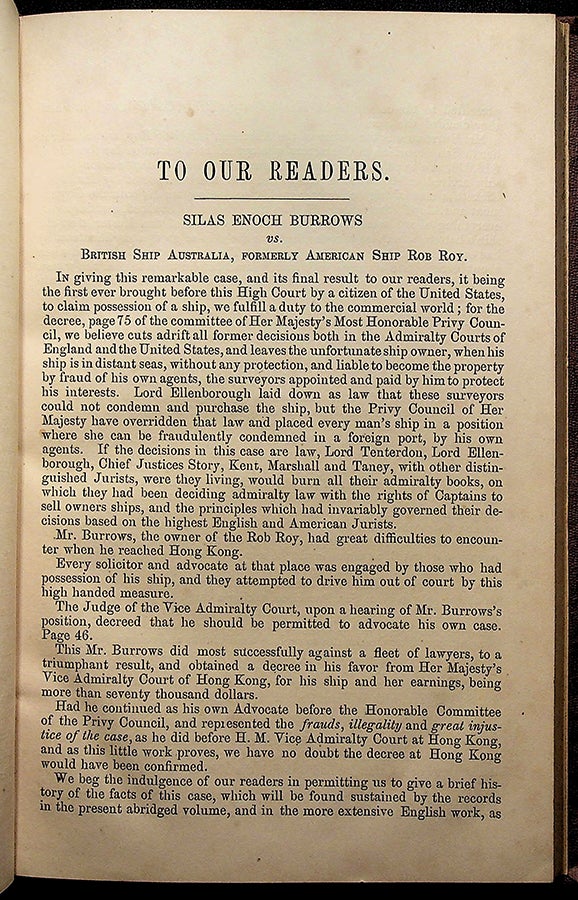 TO OUR READERS.
SILAS ENOCH BURROWS
vs.
British Ship Australia, formerly American Ship Rob Roy.
In giving this remarkable case, and its final result to our readers, it being
the first ever brought before this High Court by a citizen of the United States,
to claim possession of a ship, we fulfill a duty to the commercial world; for the
decree, page 75 of the committee of Her Majesty's Most Honorable Privy Coun-
cil, we believe cuts adrift all former decisions both in the Admiralty Courts of
England and the United States, and leaves the unfortunate ship owner, when his
ship is in distant seas, without any protection, and liable to become the property
by fraud of his own agents, the surveyors appointed and paid by him to protect
his interests. Lord Ellenborough laid down as law that these surveyors
could not condemn and purchase the ship, but the Privy Council of Her
Majesty have overridden that law and placed every man's ship in a position
where she can be fraudulently condemned in a foreign port, by his own
agents. If the decisions in this case are law, Lord Tenterdon, Lord Ellen-
borough, Chief Justices Story, Kent, Marshall and Taney, with other distin-
guished Jurists, were they living, would burn all their admiralty books, on
which they had been deciding admiralty law with the rights of Captains to
sell owners ships, and the principles which had invariably governed their de-
cisions based on the highest English and American Jurists.
Mr. Burrows, the owner of the Rob Roy, had great difficulties to encoun-
ter when he reached Hong Kong.
Every solicitor and advocate at that place was engaged by those who had
possession of his ship, and they attempted to drive him out of court by this
high handed measure.
The Judge of the Vice Admiralty Court, upon a hearing of Mr. Burrows's
position, decreed that he should be permitted to advocate his own case.
Page 46.
This Mr. Burrows did most successfully against a fleet of lawyers, to a
triumphant result, and obtained a decree in his favor from Her Majesty's
Vice Admiralty Court of Hong Kong, for his ship and her earnings, being
more than seventy thousand dollars.
Had he continued as his own Advocate before the Honorable Committee
of the Privy Council, and represented the frauds, illegality and great injus-
tice of the case, as he did before H. M. Vice Admiralty Court at Hong Kong,
and as this little work proves, we have no doubt the decree at Hong Kong
would have been confirmed.
We beg the indulgence of our readers in permitting us to give a brief his-
tory of the facts of this case, which will be found sustained by the records
in the present abridged volume, and in the more extensive English work, as